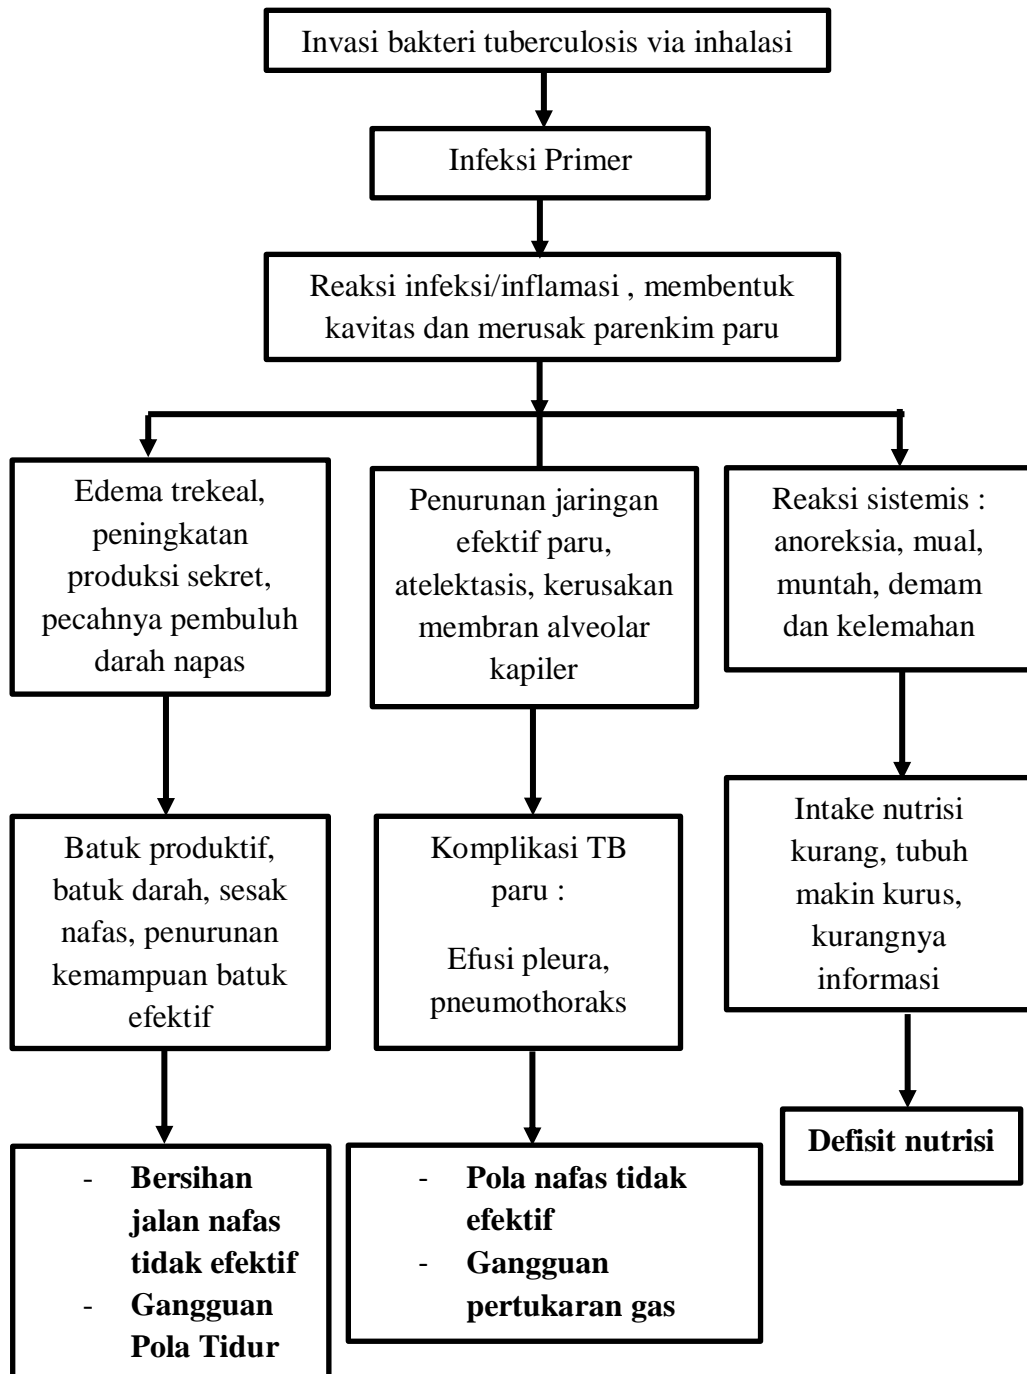 Invasi bakteri tuberculosis via inhalasi
Infeksi Primer
Reaksi infeksi/inflamasi , membentuk
kavitas dan merusak parenkim paru
Edema trekeal,
peningkatan
produksi sekret,
pecahnya pembuluh
darah napas
Penurunan jaringan
efektif paru,
atelektasis, kerusakan
membran alveolar
kapiler
Reaksi sistemis :
anoreksia, mual,
muntah, demam
dan kelemahan
Batuk produktif,
batuk darah, sesak
nafas, penurunan
kemampuan batuk
efektif
Komplikasi TB
paru :
Efusi pleura,
pneumothoraks
Intake nutrisi
kurang, tubuh
makin kurus,
kurangnya
informasi
- Bersihan
jalan nafas
tidak efektif
- Gangguan
Pola Tidur
- Pola nafas tidak
efektif
- Gangguan
pertukaran gas
Defisit nutrisi